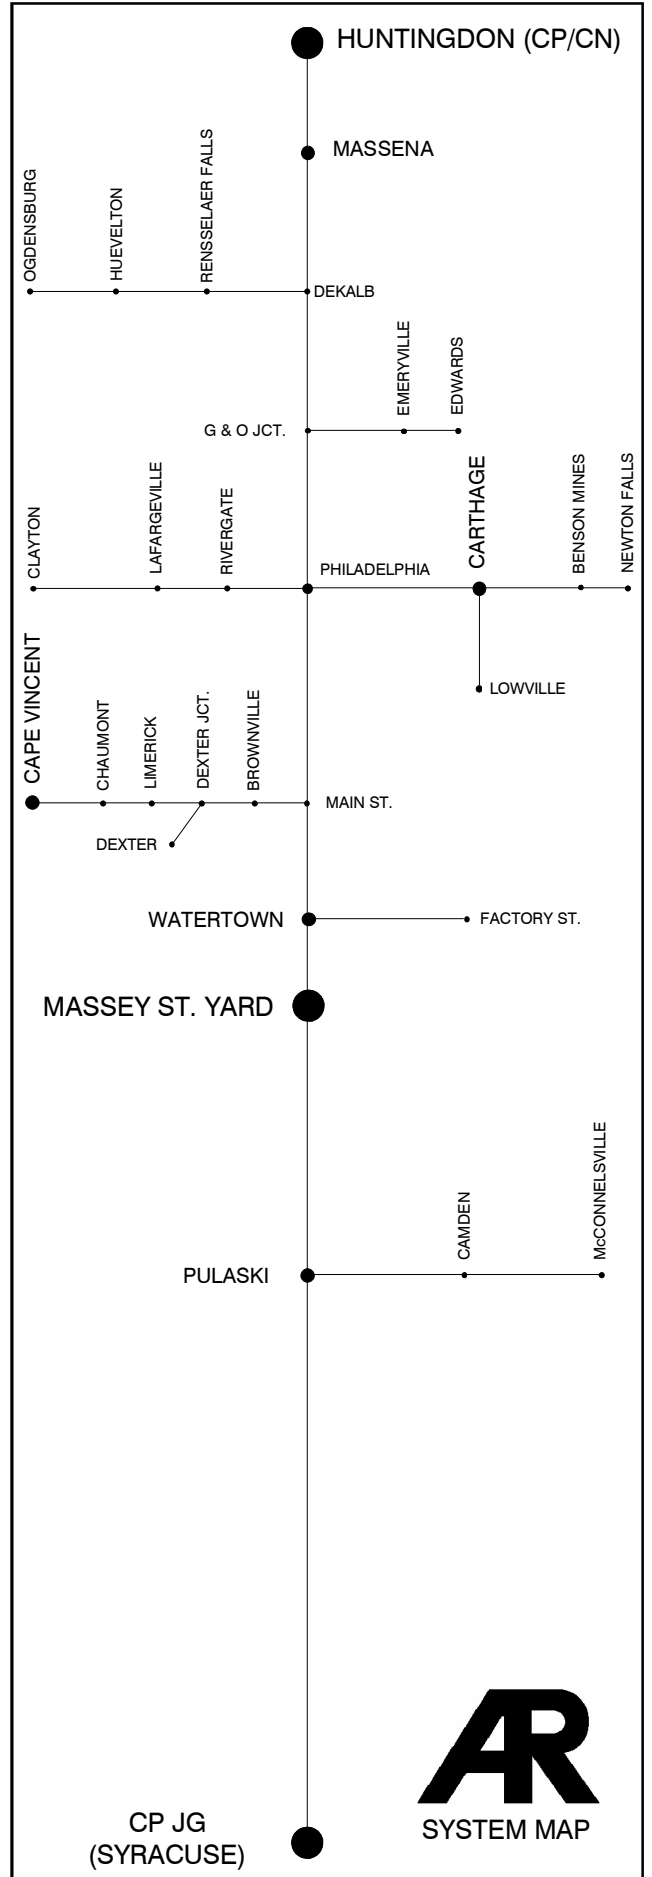 HUNTINGDON (CP/CN)
MASSENA
OGDENSBURG
HUEVELTON
RENSSELAER FALLS
DEKALB
EMERYVILLE
EDWARDS
G & O JCT.
CLAYTON
LAFARGEVILLE
RIVERGATE
PHILADELPHIA
CARTHAGE
BENSON MINES
NEWTON FALLS
LOWVILLE
CAPE VINCENT
CHAUMONT
LIMERICK
DEXTER JCT.
BROWNVILLE
MAIN ST.
DEXTER
WATERTOWN
FACTORY ST.
MASSEY ST. YARD
CAMDEN
McCONNELSVILLE
PULASKI
AR
SYSTEM MAP
CP JG
(SYRACUSE)